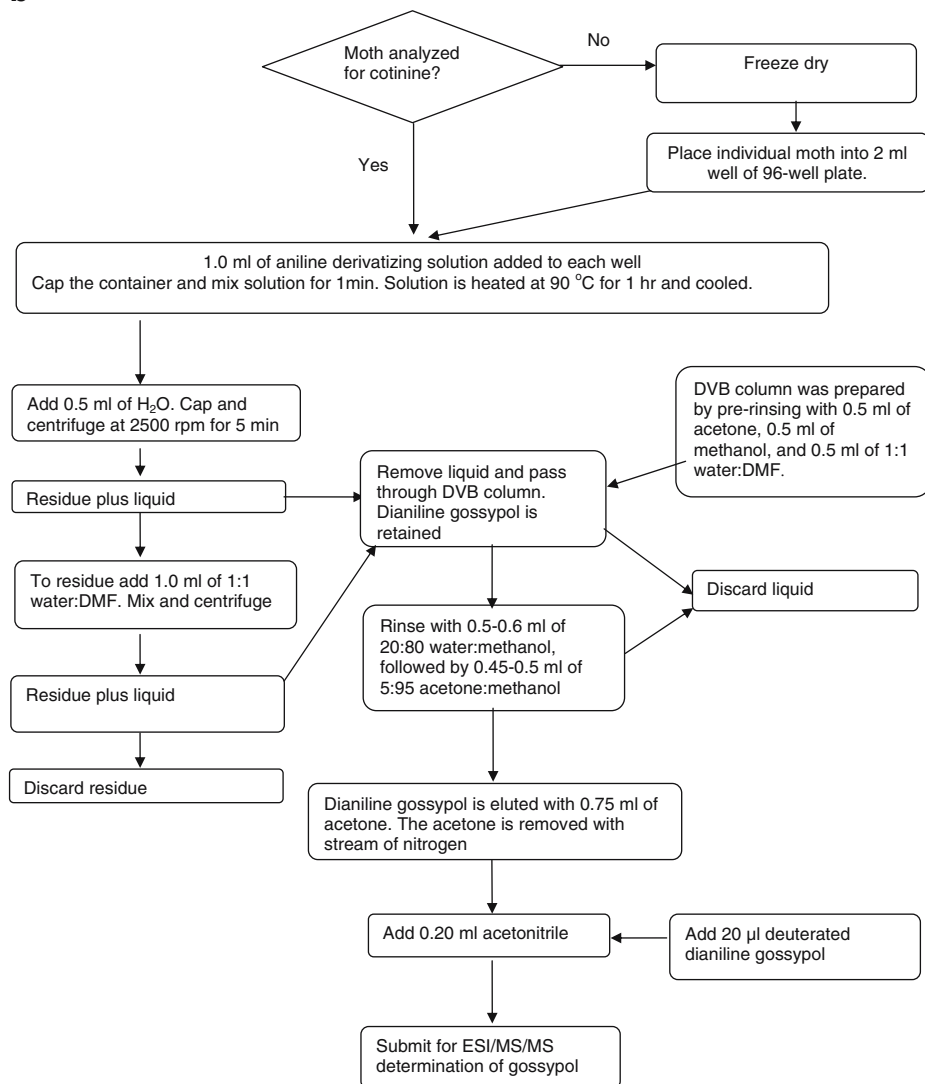 Moth analyzed
for cotinine?
No
Freeze dry
Yes
Place individual moth into 2 ml
well of 96-well plate.
1.0 ml of aniline derivatizing solution added to each well
Cap the container and mix solution for 1min. Solution is heated at 90 °C for 1 hr and cooled.
Add 0.5 ml of H₂O. Cap and
centrifuge at 2500 rpm for 5 min
DVB column was prepared
by pre-rinsing with 0.5 ml of
acetone, 0.5 ml of
methanol, and 0.5 ml of 1:1
water:DMF.
Remove liquid and pass
through DVB column.
Dianiline gossypol is
retained
Residue plus liquid
To residue add 1.0 ml of 1:1
water:DMF. Mix and centrifuge
Discard liquid
Rinse with 0.5-0.6 ml of
20:80 water:methanol,
followed by 0.45-0.5 ml of
5:95 acetone:methanol
Residue plus liquid
Discard residue
Dianiline gossypol is eluted with 0.75 ml of
acetone. The acetone is removed with
stream of nitrogen
Add 0.20 ml acetonitrile
Add 20 µl deuterated
dianiline gossypol
Submit for ESI/MS/MS
determination of gossypol